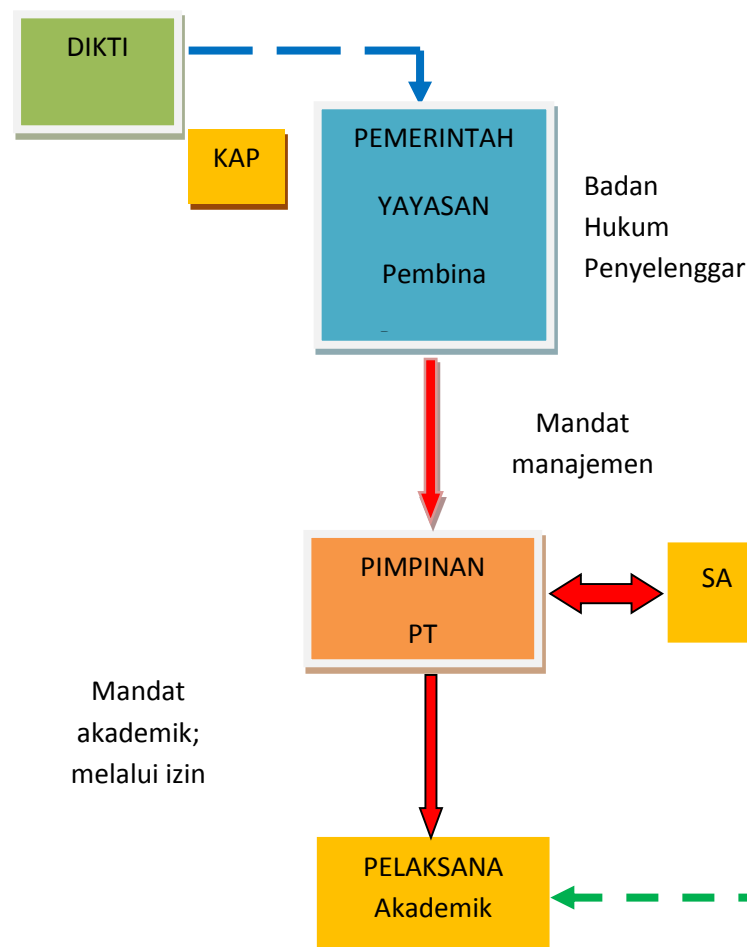 DIKTI
KAP
PEMERINTAH
YAYASAN
Pembina
Badan
Hukum
Penyelenggar
Mandat
manajemen
PIMPINAN
PT
SA
Mandat
akademik;
melalui izin
PELAKSANA
Akademik